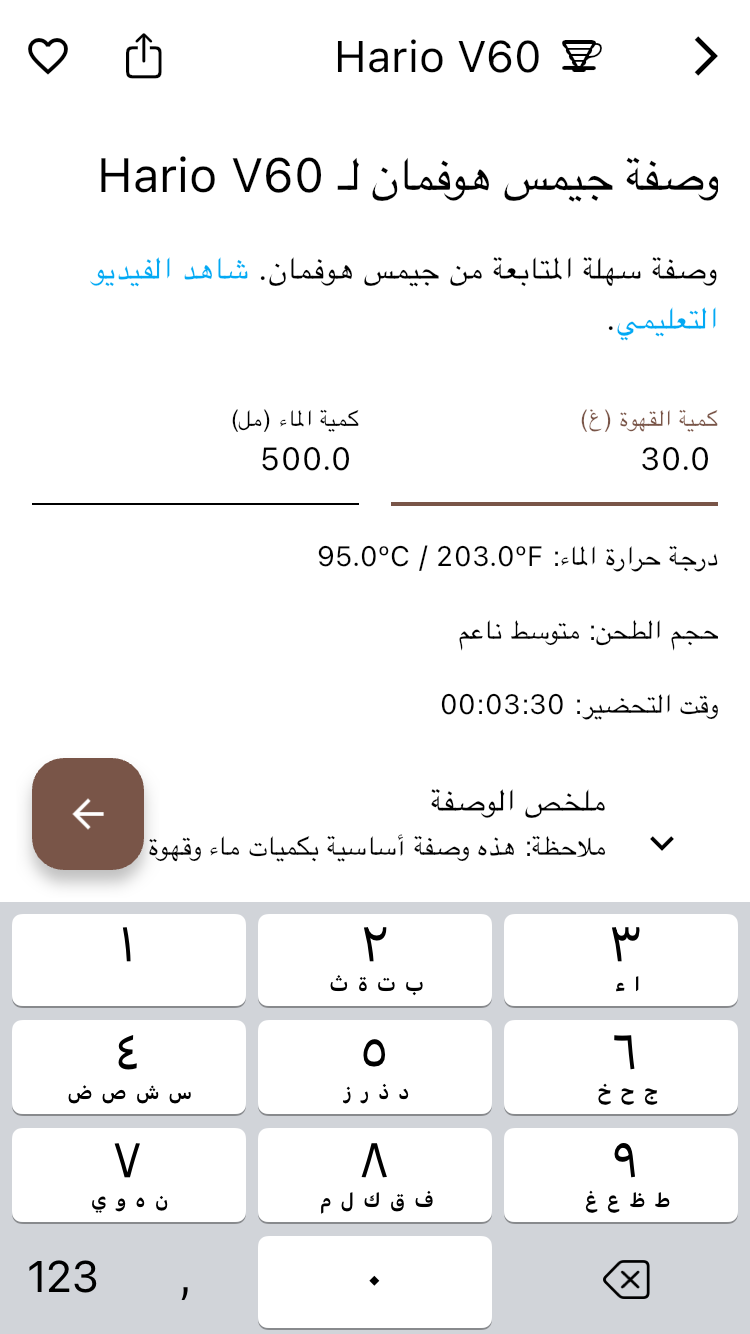 Hario V60
وصفة جيمس هوفمان لـ Hario V60
وصفة سهلة المتابعة من جيمس هوفمان. شاهد الفيديو
التعليمي.
كمية القهوة (غ)
30.0
كمية الماء (مل)
500.0
درجة حرارة الماء: 95.0°C / 203.0°F
حجم الطحن: متوسط ناعم
وقت التحضير: 00:03:30
ملخص الوصفة
ملاحظة: هذه وصفة أساسية بكميات ماء وقهوة
١ ٢ ٣
ب ت ة ث
ا ء
٤ ٥ ٦
س ش ص ض
د ذ ر ز
ج ح خ
٧ ٨ ٩
ن ه و ي
ف ق ك ل م
ط ظ ع غ
123 , ٠